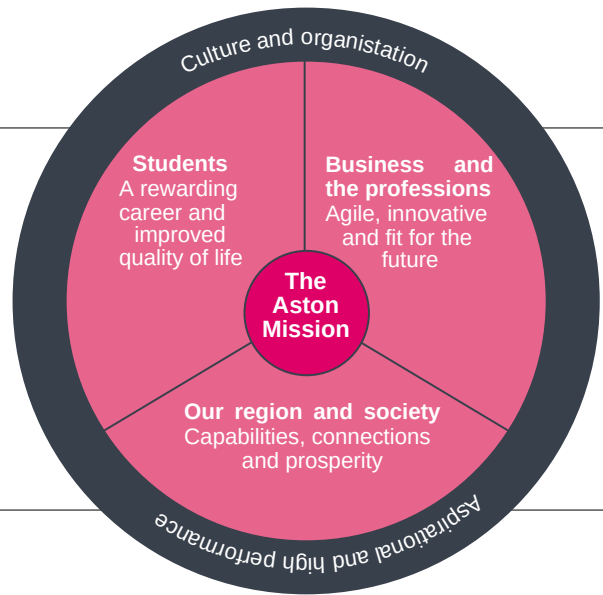 Culture and organistation
Students
A rewarding
career and
improved
quality of life
Business and
the professions
Agile, innovative
and fit for the
future
The
Aston
Mission
Our region and society
Capabilities, connections
and prosperity
Aspirational and high performance